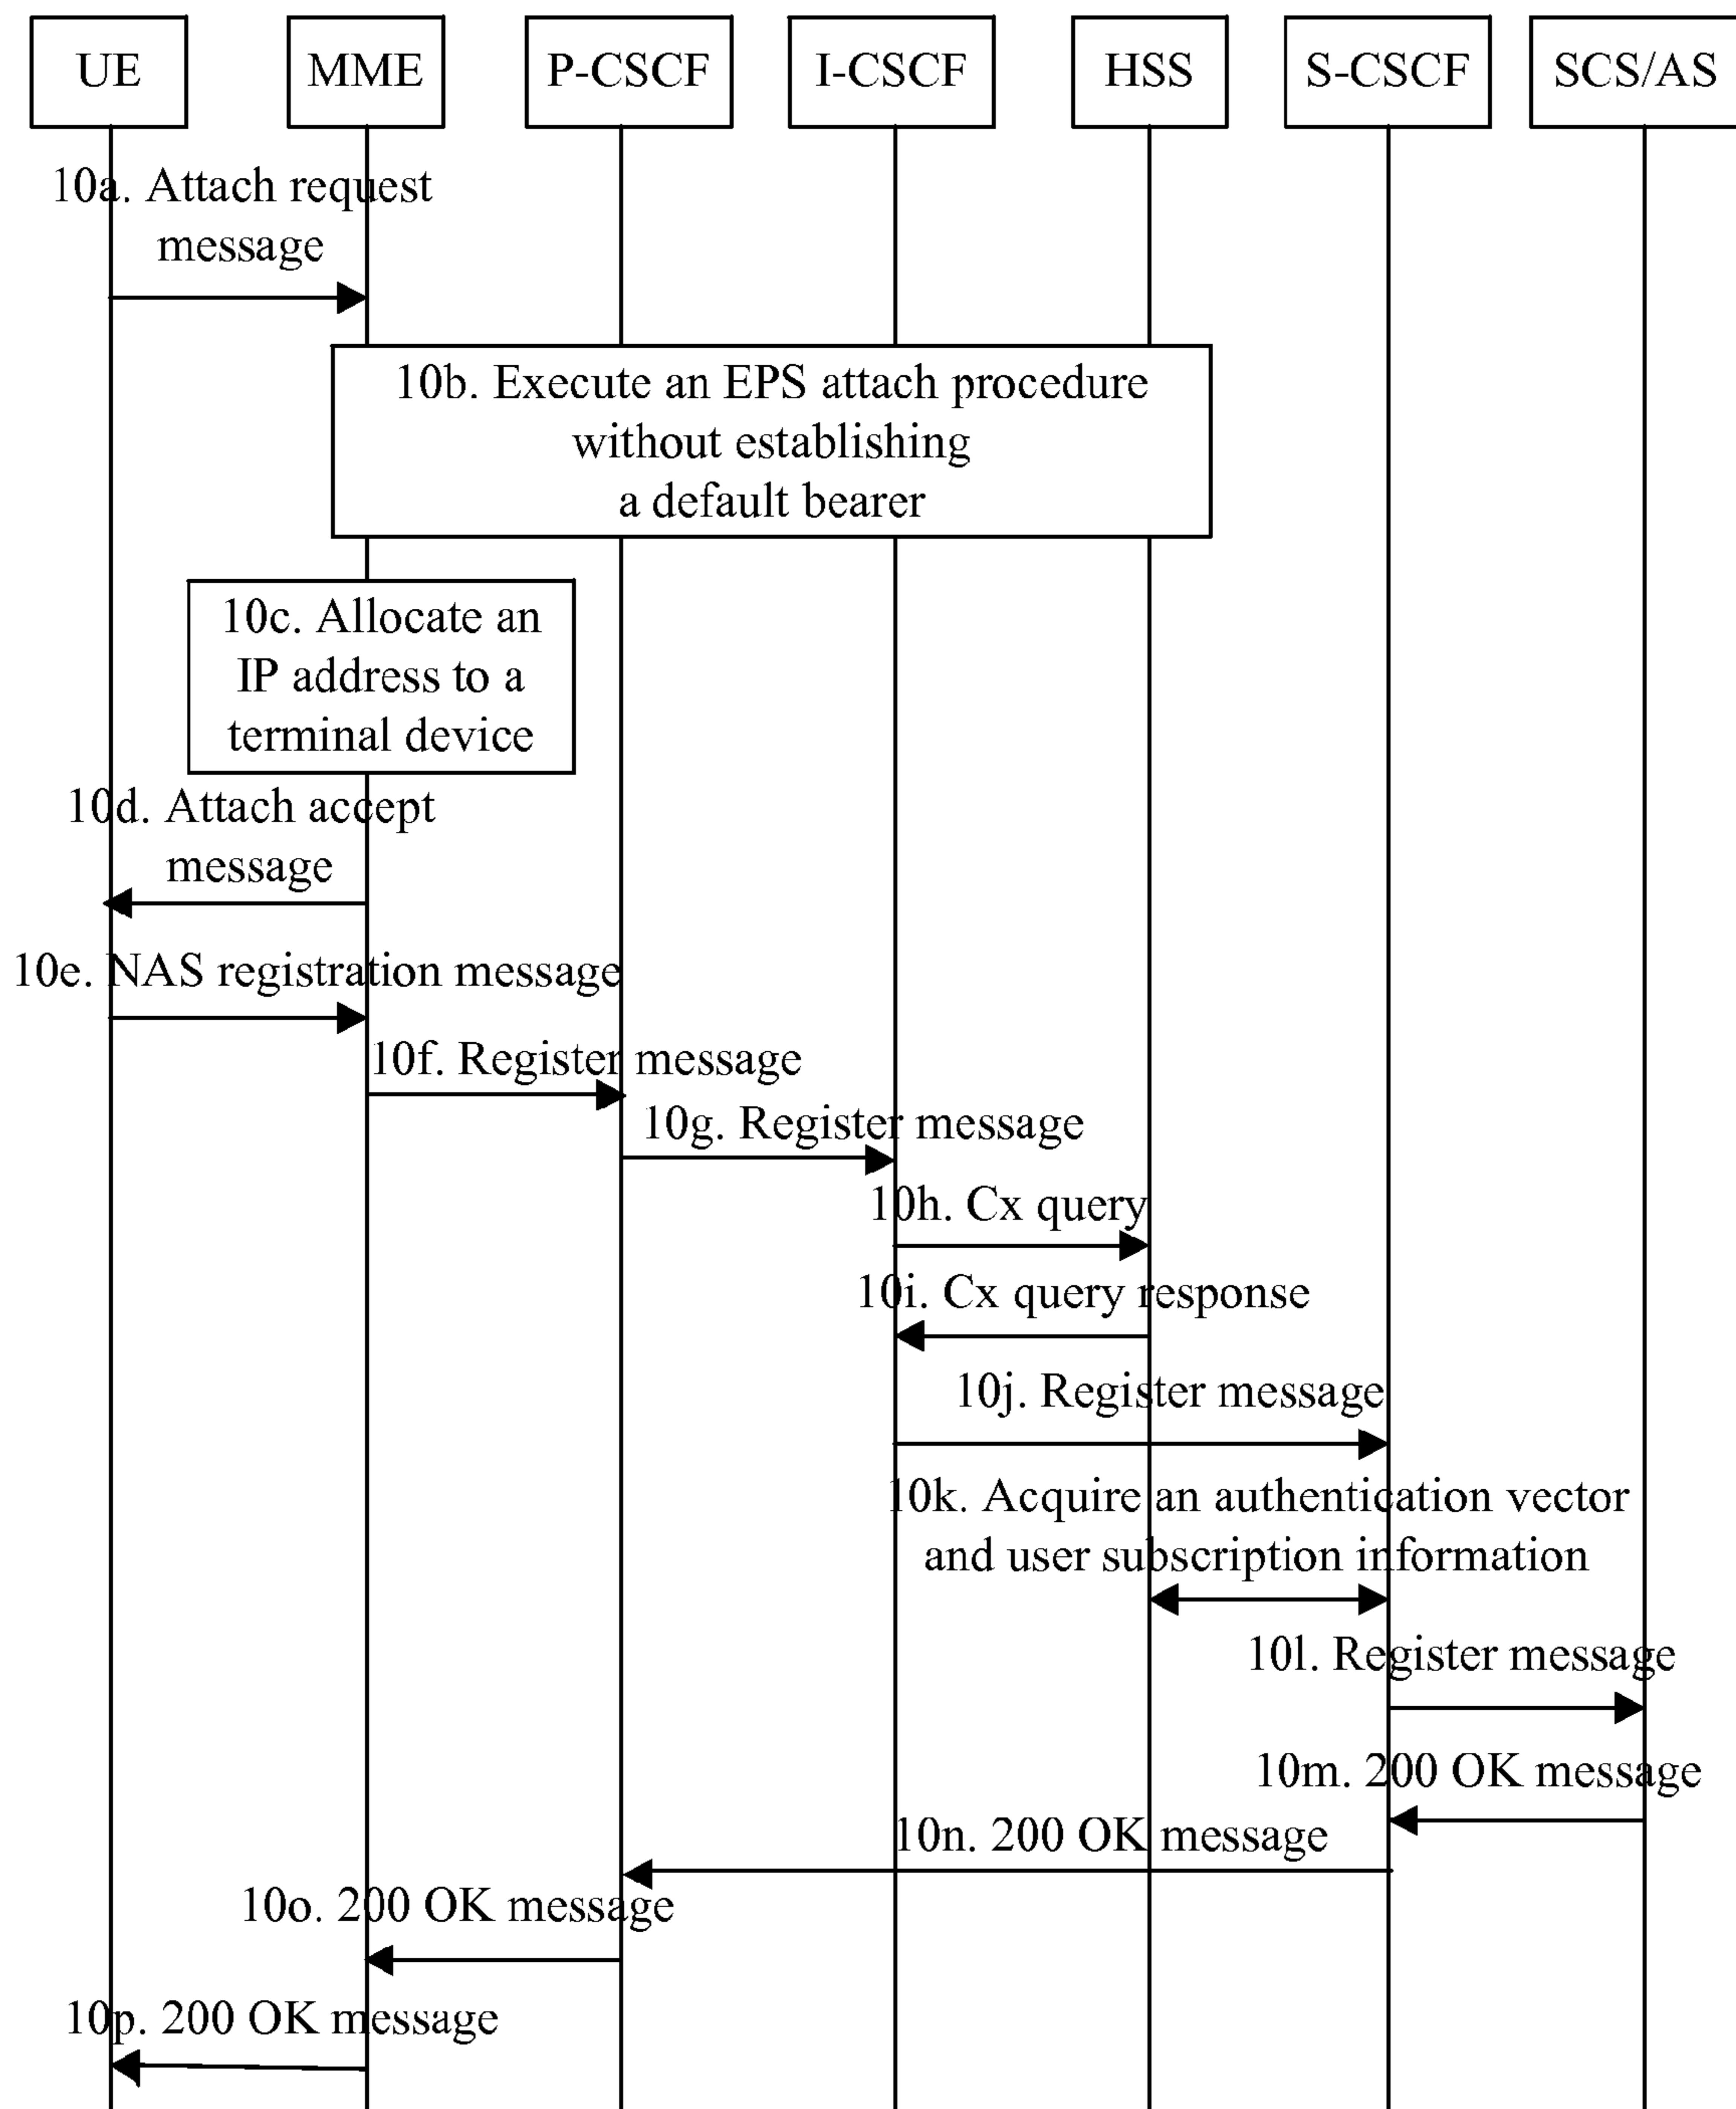 UE
MME
P-CSCF
I-CSCF
HSS
S-CSCF
SCS/AS
10a. Attach request
message
10b. Execute an EPS attach procedure
without establishing
a default bearer
10c. Allocate an
IP address to a
terminal device
10d. Attach accept
message
10e. NAS registration message
10f. Register message
10g. Register message
10h. Cx query
10i. Cx query response
10j. Register message
10k. Acquire an authentication vector
and user subscription information
10l. Register message
10m. 200 OK message
10n. 200 OK message
10o. 200 OK message
10p. 200 OK message